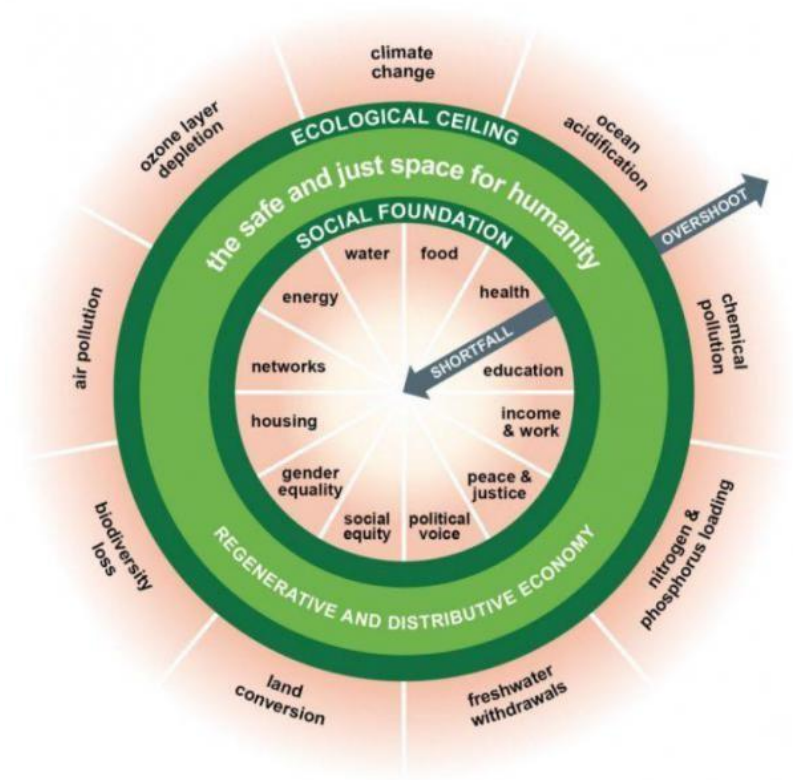 climate
change
ocean
acidification
OVERSHOOT
chemical
pollution
nitrogen &
phosphorus loading
freshwater
withdrawals
land
conversion
biodiversity
loss
air pollution
ozone layer
depletion
ECOLOGICAL CEILING
the safe and just space for humanity
SOCIAL FOUNDATION
water
food
health
SHORTFALL
education
income
& work
peace &
justice
political
voice
social
equity
gender
equality
housing
networks
energy
REGENERATIVE AND DISTRIBUTIVE ECONOMY